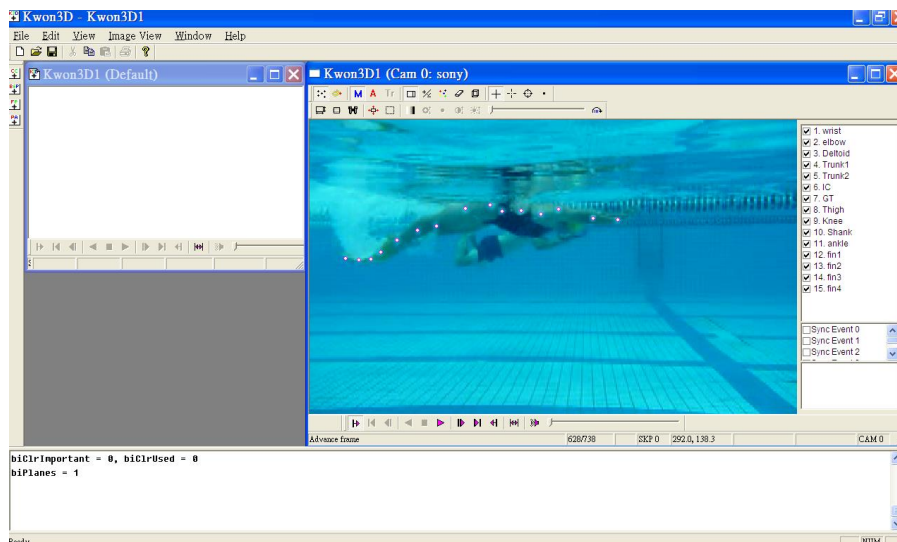 Kwon3D - Kwon3D1
File Edit View Image View Window Help
Kwon3D1 (Default)
Kwon3D1 (Cam 0: sony)
M A Tr
1. wrist
2. elbow
3. Deltoid
4. Trunk1
5. Trunk2
6. IC
7. GT
8. Thigh
9. Knee
10. Shank
11. ankle
12. fin1
13. fin2
14. fin3
15. fin4
Sync Event 0
Sync Event 1
Sync Event 2
Advance frame 628/738 SKP 0 292.0, 138.3 CAM 0
biClrImportant = 0, biClrUsed = 0
biPlanes = 1
Ready NUM